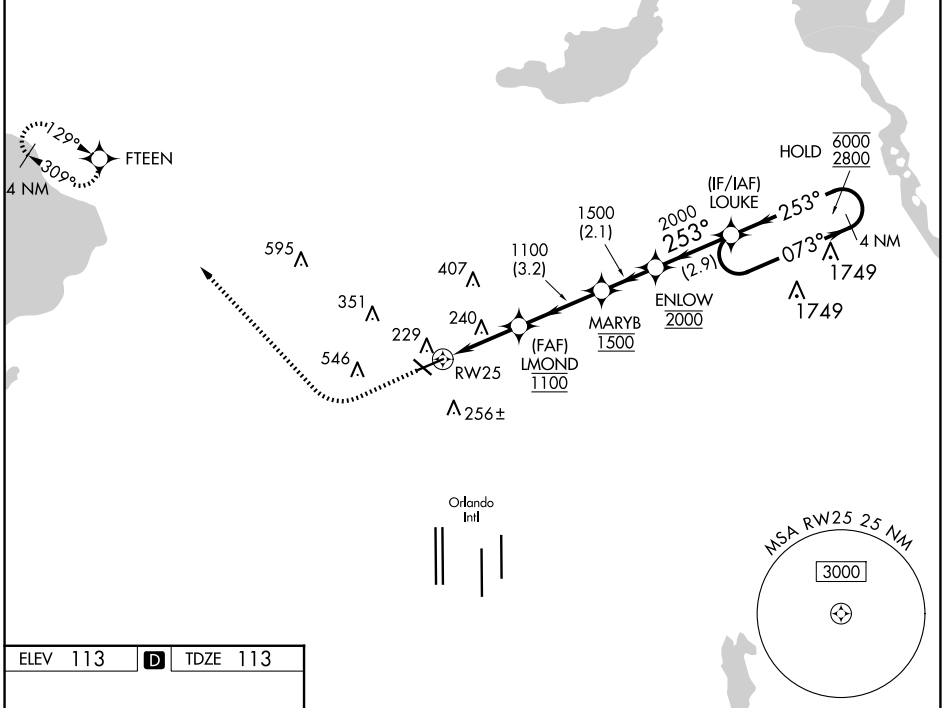 129°
309°
4 NM
FTEEN
HOLD
6000
2800
(IF/IAF)
LOUKE
253°
073°
4 NM
1749
1749
2000
253°
(2.9)
1500
(2.1)
ENLOW
2000
1100
(3.2)
MARYB
1500
(FAF)
LMOND
1100
595
407
351
240
229
546
RW25
256±
Orlando
Intl
MSA RW25 25 NM
3000
ELEV 113 D TDZE 113